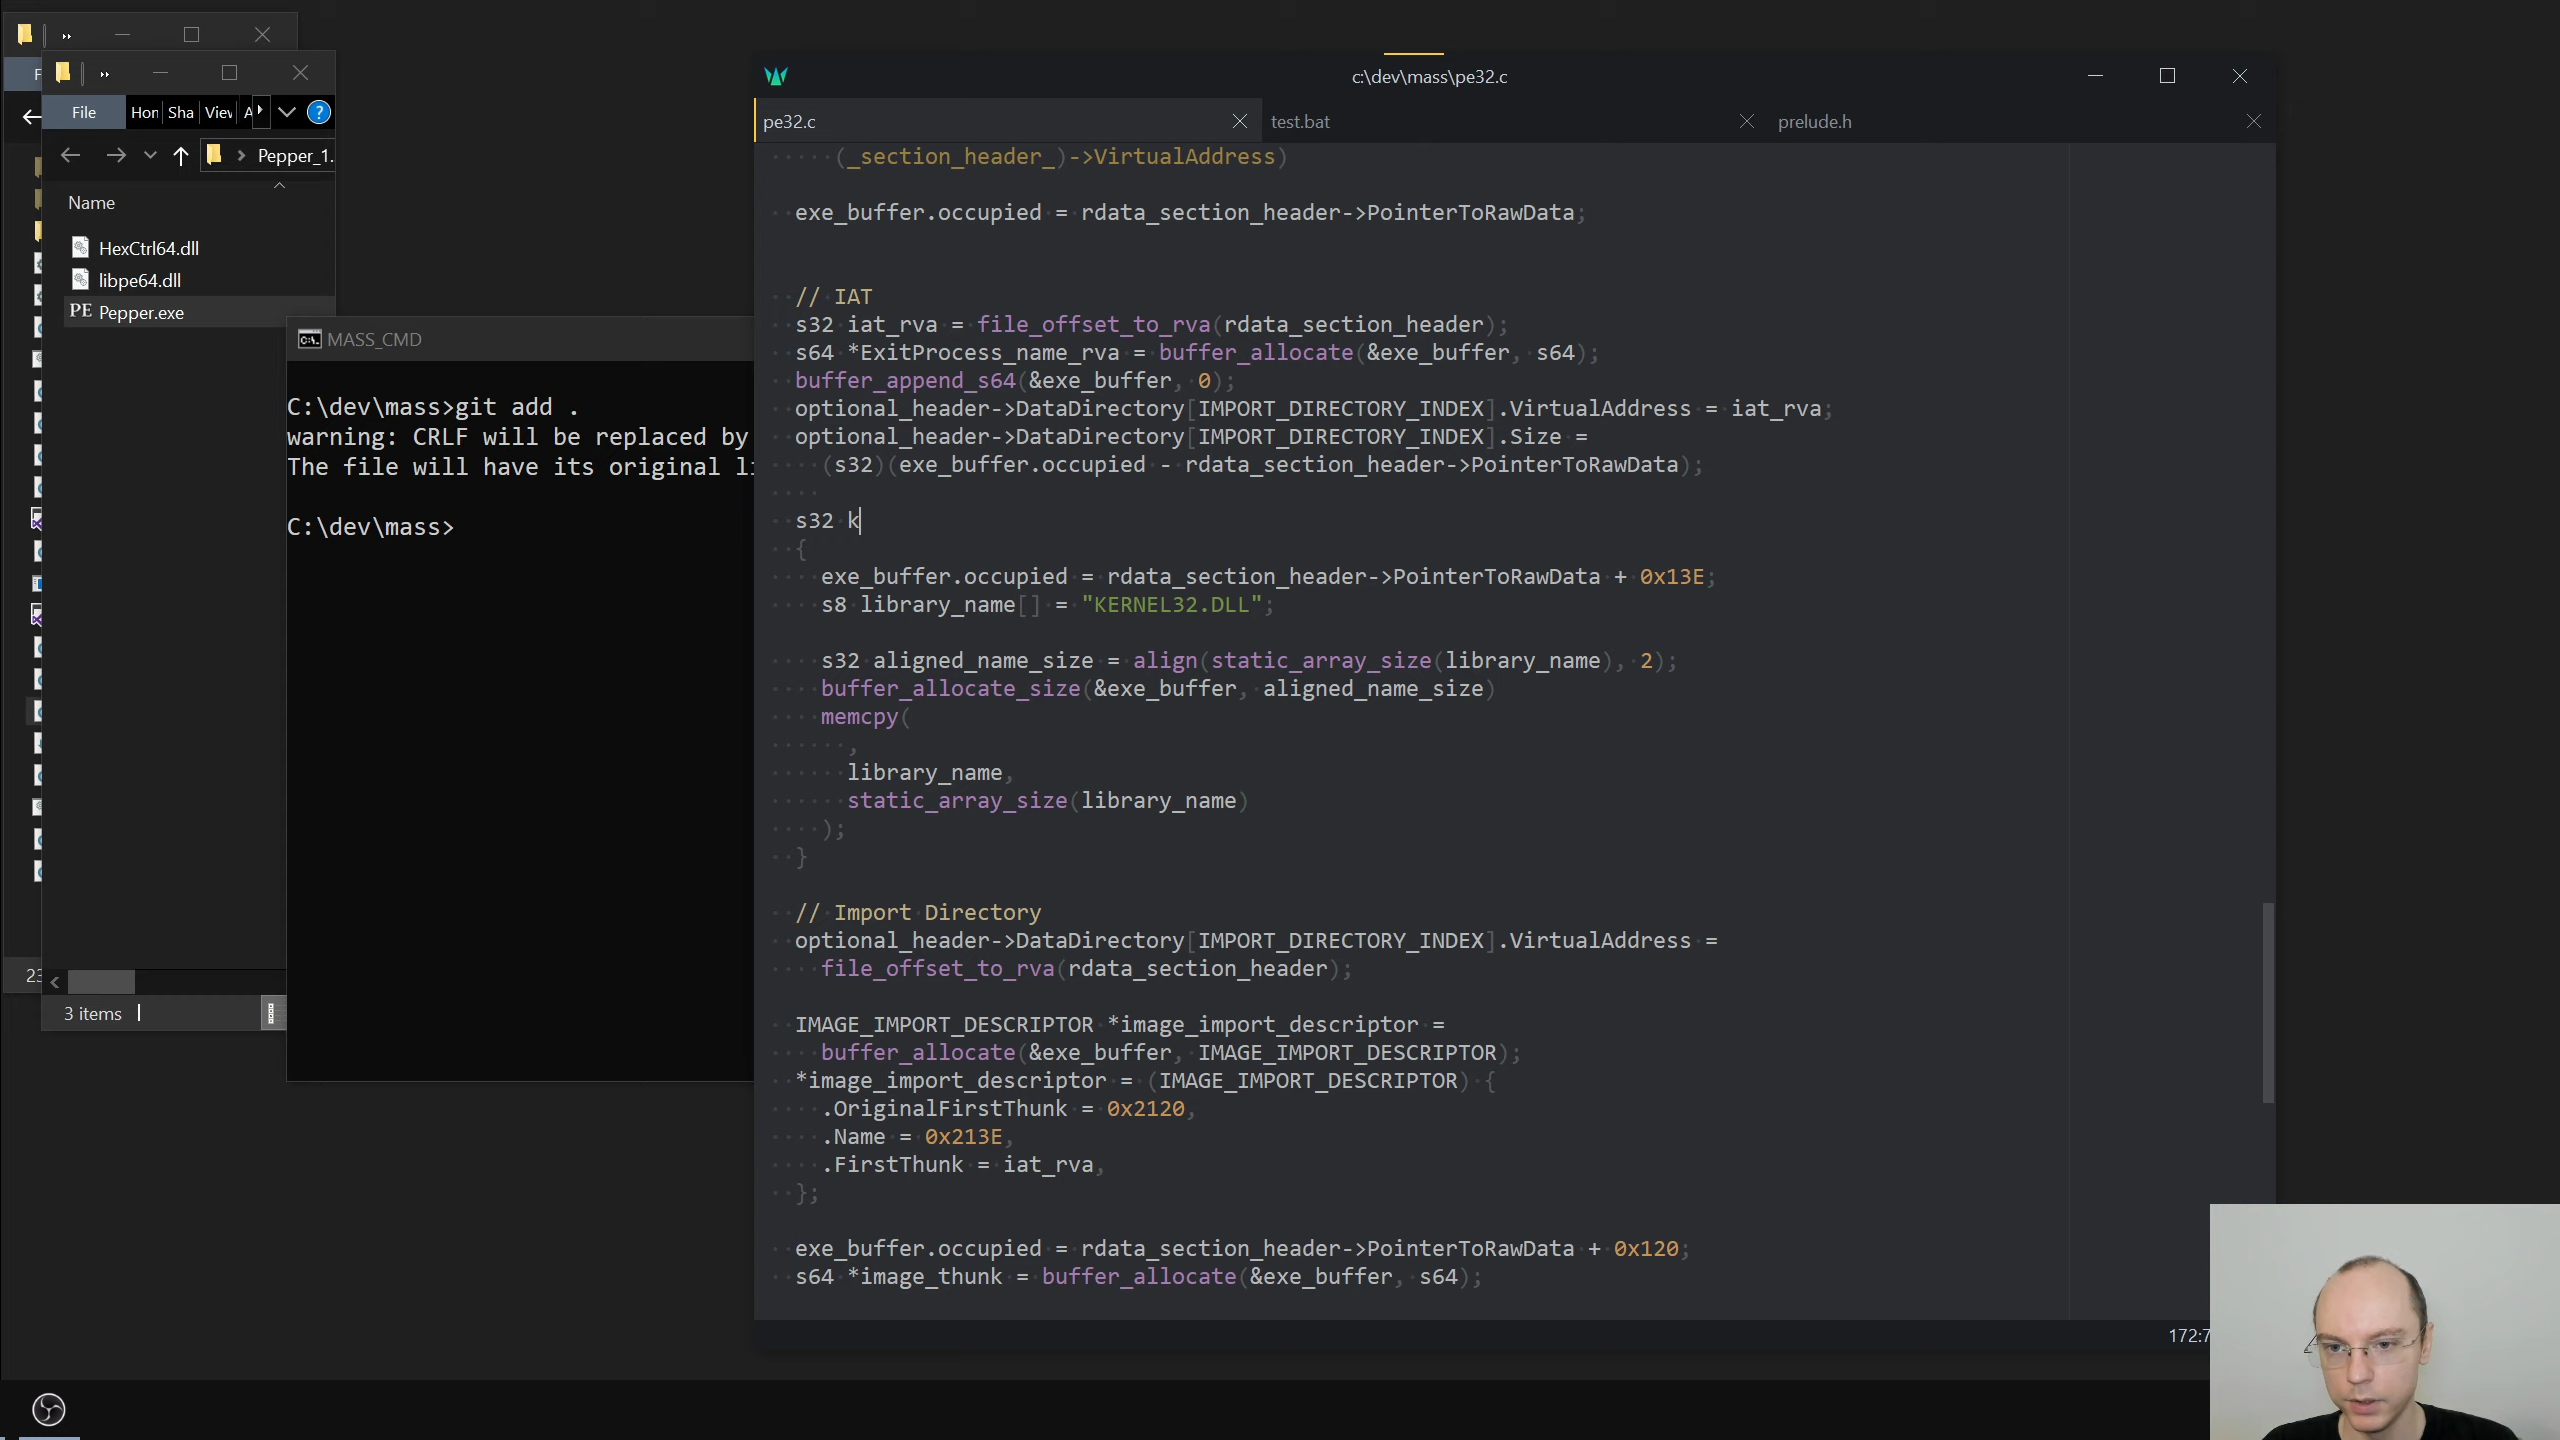 File
Hon
Sha
Viev
Pepper_1.
Name
HexCtrl64.dll
libpe64.dll
PE Pepper.exe
3 items
23
MASS_CMD
C:\dev\mass>git add .
warning: CRLF will be replaced by
The file will have its original li
C:\dev\mass>
c:\dev\mass\pe32.c
pe32.c
test.bat
prelude.h
(_section_header_)->VirtualAddress)
exe_buffer.occupied = rdata_section_header->PointerToRawData;
// IAT
s32 iat_rva = file_offset_to_rva(rdata_section_header);
s64 *ExitProcess_name_rva = buffer_allocate(&exe_buffer, s64);
buffer_append_s64(&exe_buffer, 0);
optional_header->DataDirectory[IMPORT_DIRECTORY_INDEX].VirtualAddress = iat_rva;
optional_header->DataDirectory[IMPORT_DIRECTORY_INDEX].Size =
(s32)(exe_buffer.occupied - rdata_section_header->PointerToRawData);
s32 k
{
exe_buffer.occupied = rdata_section_header->PointerToRawData + 0x13E;
s8 library_name[] = "KERNEL32.DLL";
s32 aligned_name_size = align(static_array_size(library_name), 2);
buffer_allocate_size(&exe_buffer, aligned_name_size)
memcpy(
,
library_name,
static_array_size(library_name)
);
}
// Import Directory
optional_header->DataDirectory[IMPORT_DIRECTORY_INDEX].VirtualAddress =
file_offset_to_rva(rdata_section_header);
IMAGE_IMPORT_DESCRIPTOR *image_import_descriptor =
buffer_allocate(&exe_buffer, IMAGE_IMPORT_DESCRIPTOR);
*image_import_descriptor = (IMAGE_IMPORT_DESCRIPTOR) {
.OriginalFirstThunk = 0x2120,
.Name = 0x213E,
.FirstThunk = iat_rva,
};
exe_buffer.occupied = rdata_section_header->PointerToRawData + 0x120;
s64 *image_thunk = buffer_allocate(&exe_buffer, s64);
172:7